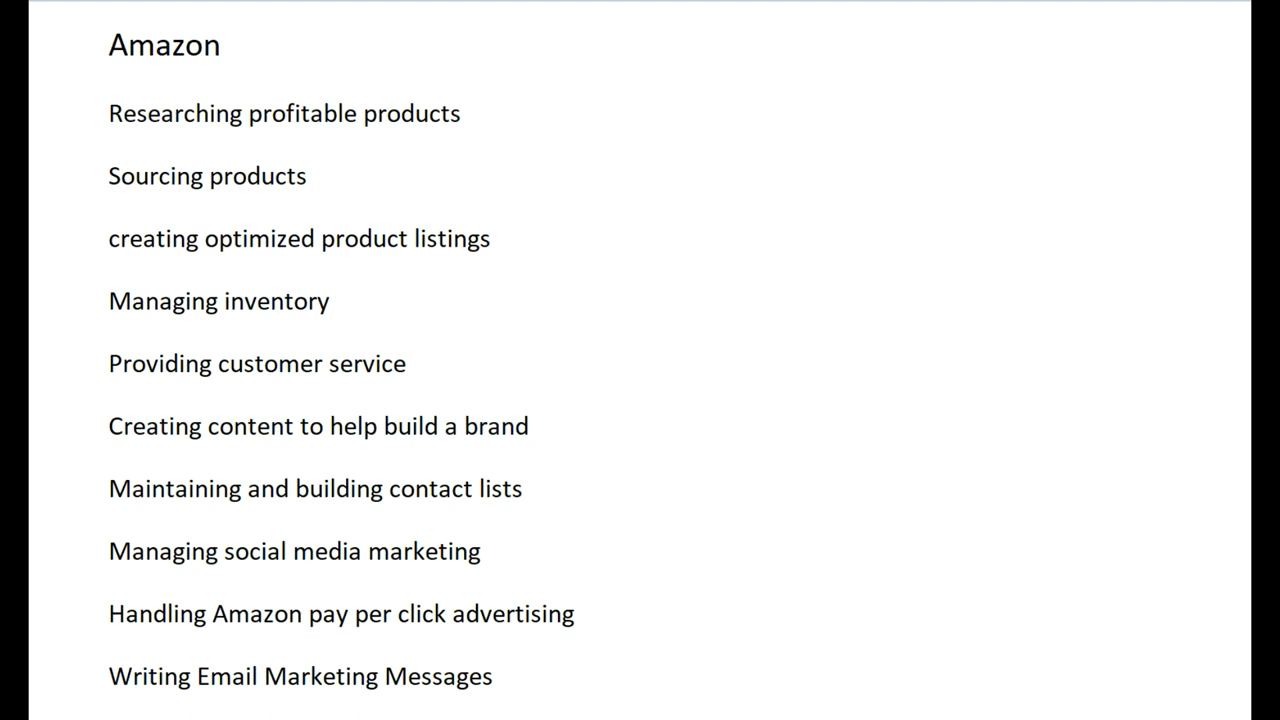 Amazon
Researching profitable products
Sourcing products
creating optimized product listings
Managing inventory
Providing customer service
Creating content to help build a brand
Maintaining and building contact lists
Managing social media marketing
Handling Amazon pay per click advertising
Writing Email Marketing Messages